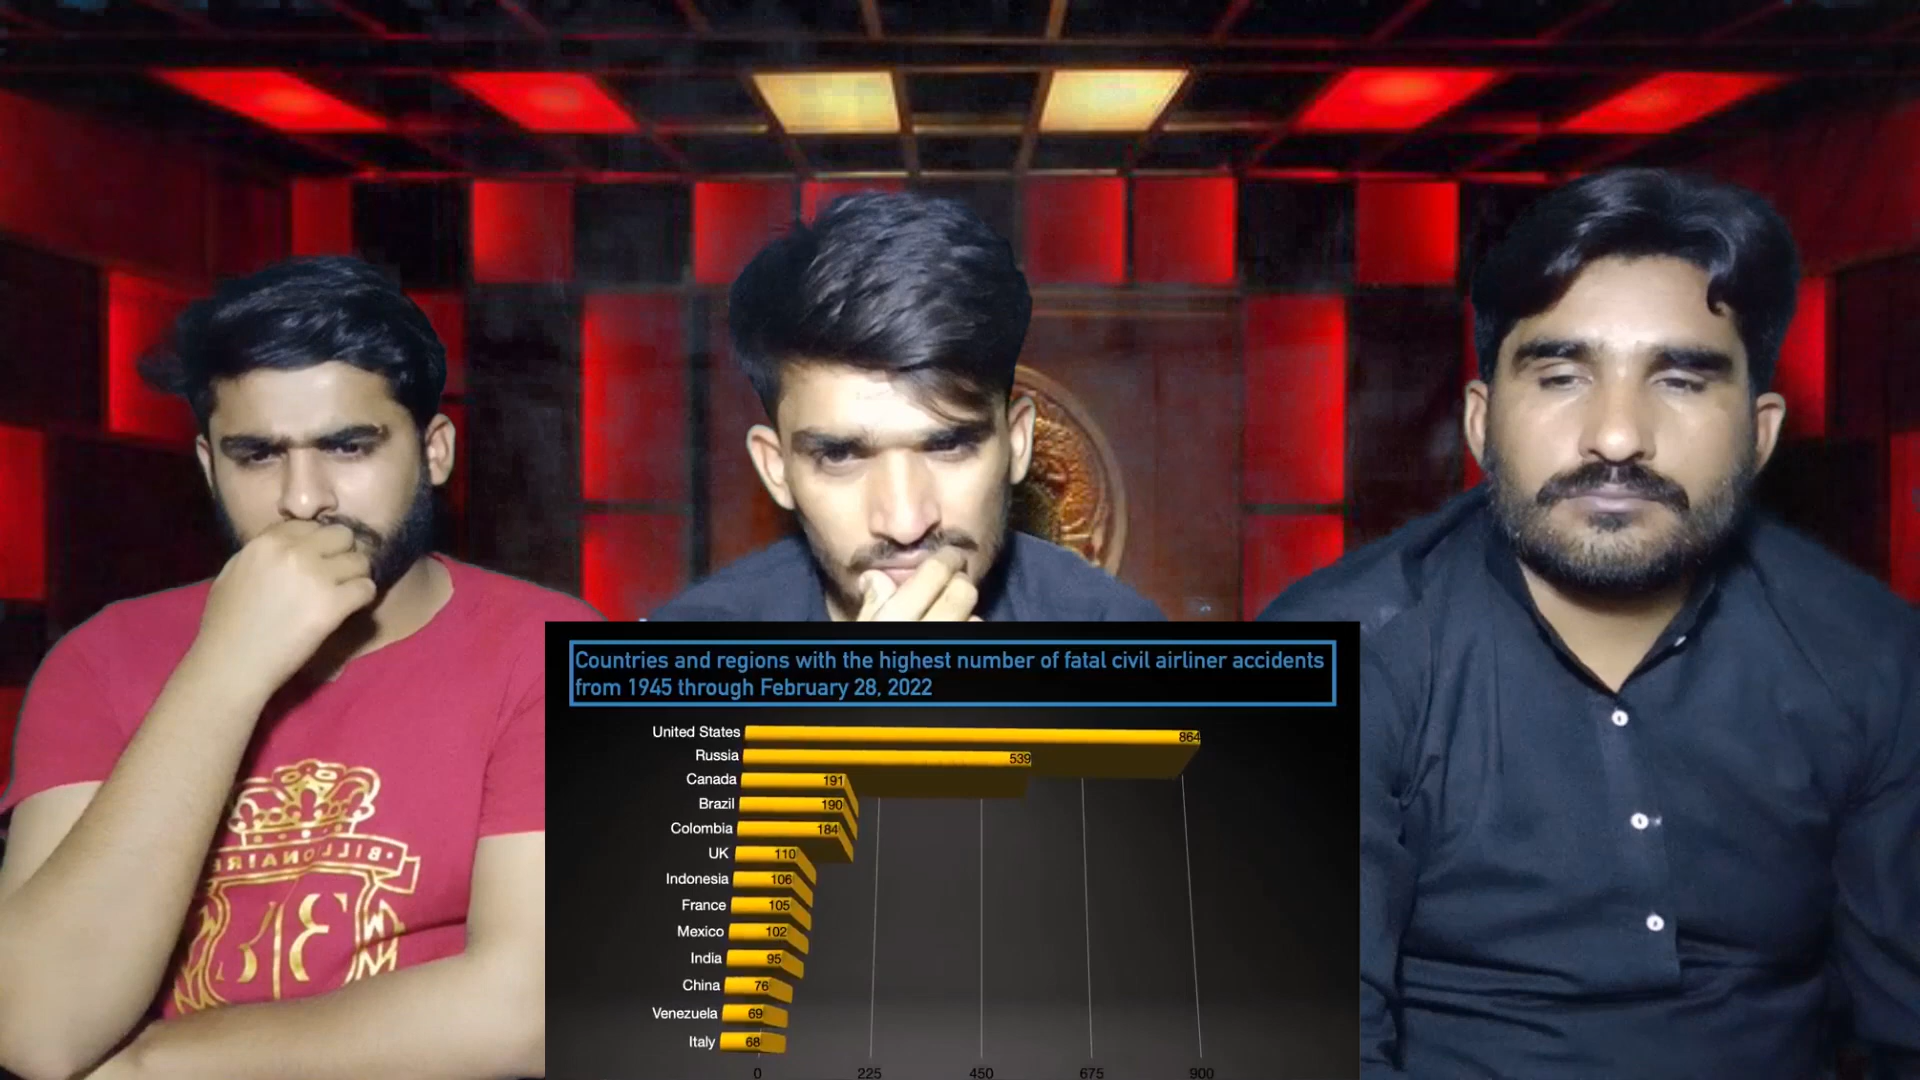 Countries and regions with the highest number of fatal civil airliner accidents
from 1945 through February 28, 2022
United States 864
Russia 539
Canada 191
Brazil 190
Colombia 184
UK 110
Indonesia 106
France 105
Mexico 102
India 95
China 76
Venezuela 69
Italy 68
0 225 450 675 900